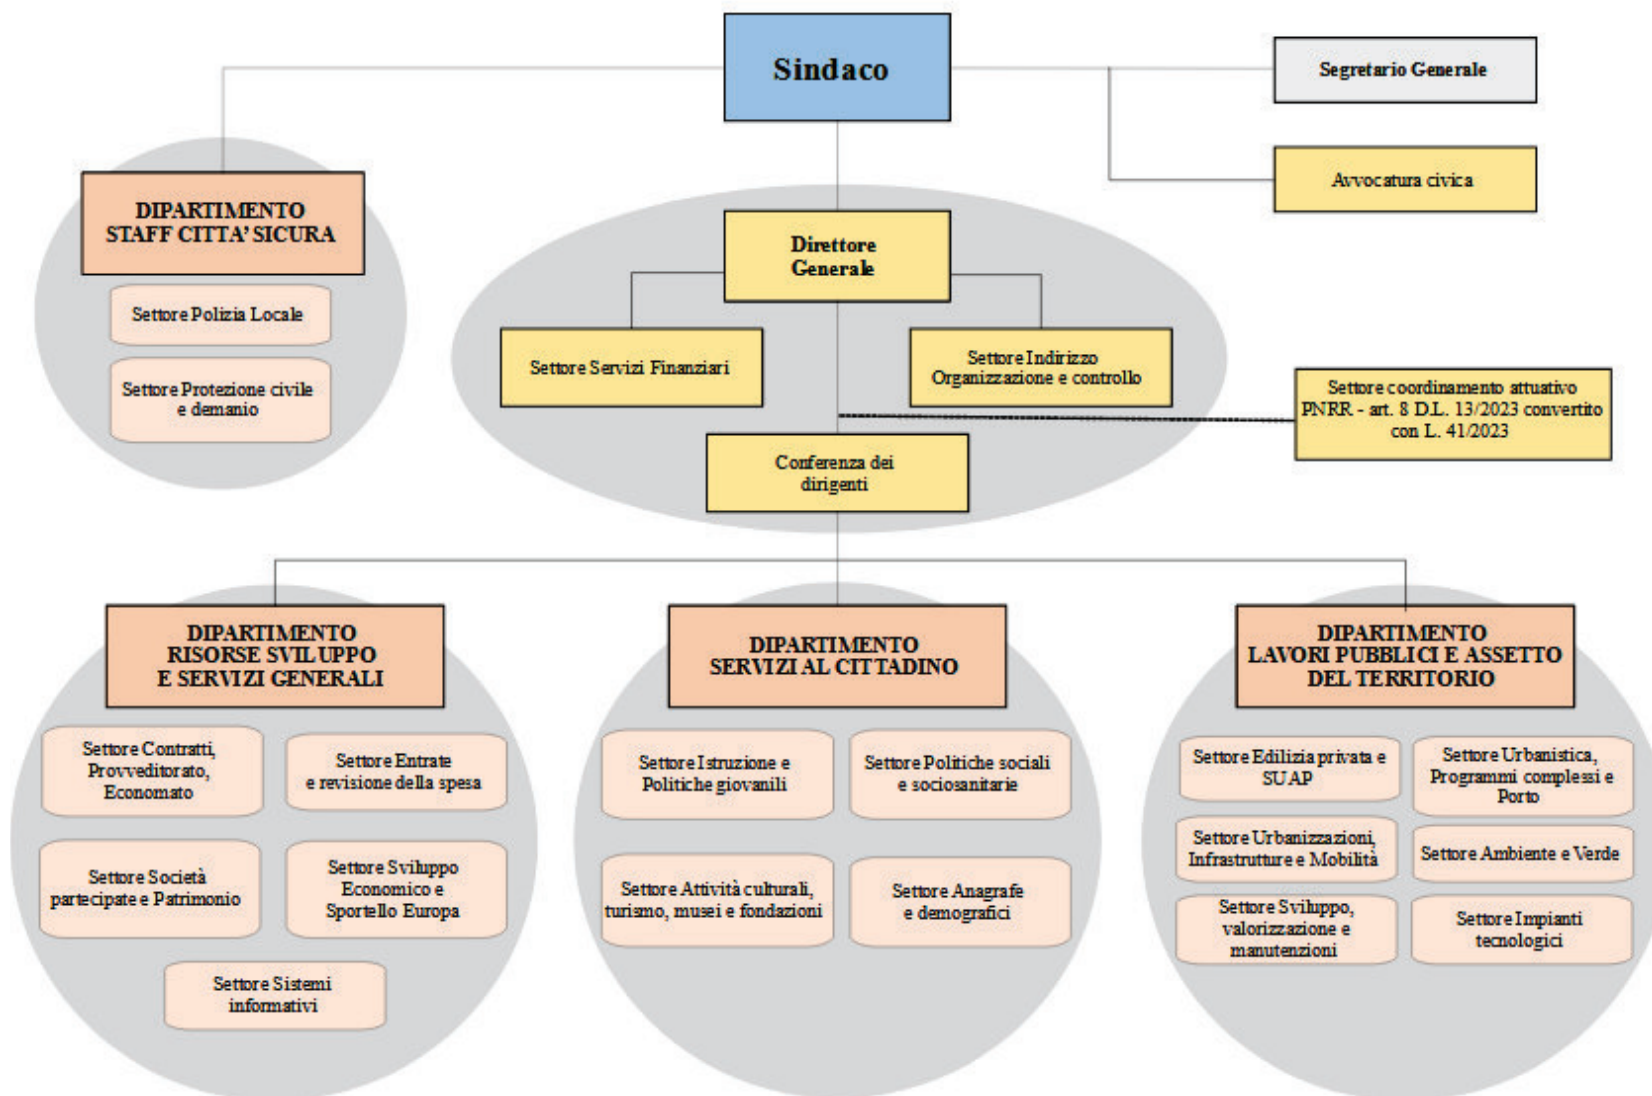 Sindaco
Segretario Generale
Avvocatura civica
DIPARTIMENTO
STAFF CITTA’ SICURA
Settore Polizia Locale
Settore Protezione civile
e demanio
Direttore
Generale
Settore Servizi Finanziari
Settore Indirizzo
Organizzazione e controllo
Settore coordinamento attuativo
PNRR - art. 8 D.L. 13/2023 convertito
con L. 41/2023
Conferenza dei
dirigenti
DIPARTIMENTO
RISORSE SVILUPPO
E SERVIZI GENERALI
Settore Contratti,
Provveditorato,
Economato
Settore Entrate
e revisione della spesa
Settore Società
partecipate e Patrimonio
Settore Sviluppo
Economico e
Sportello Europa
Settore Sistemi
informativi
DIPARTIMENTO
SERVIZI AL CITTADINO
Settore Istruzione e
Politiche giovanili
Settore Politiche sociali
e sociosanitarie
Settore Attività culturali,
turismo, musei e fondazioni
Settore Anagrafe
e demografici
DIPARTIMENTO
LAVORI PUBBLICI E ASSETTO
DEL TERRITORIO
Settore Edilizia privata e
SUAP
Settore Urbanistica,
Programmi complessi e
Porto
Settore Urbanizzazioni,
Infrastrutture e Mobilità
Settore Ambiente e Verde
Settore Sviluppo,
valorizzazione e
manutenzioni
Settore Impianti
tecnologici